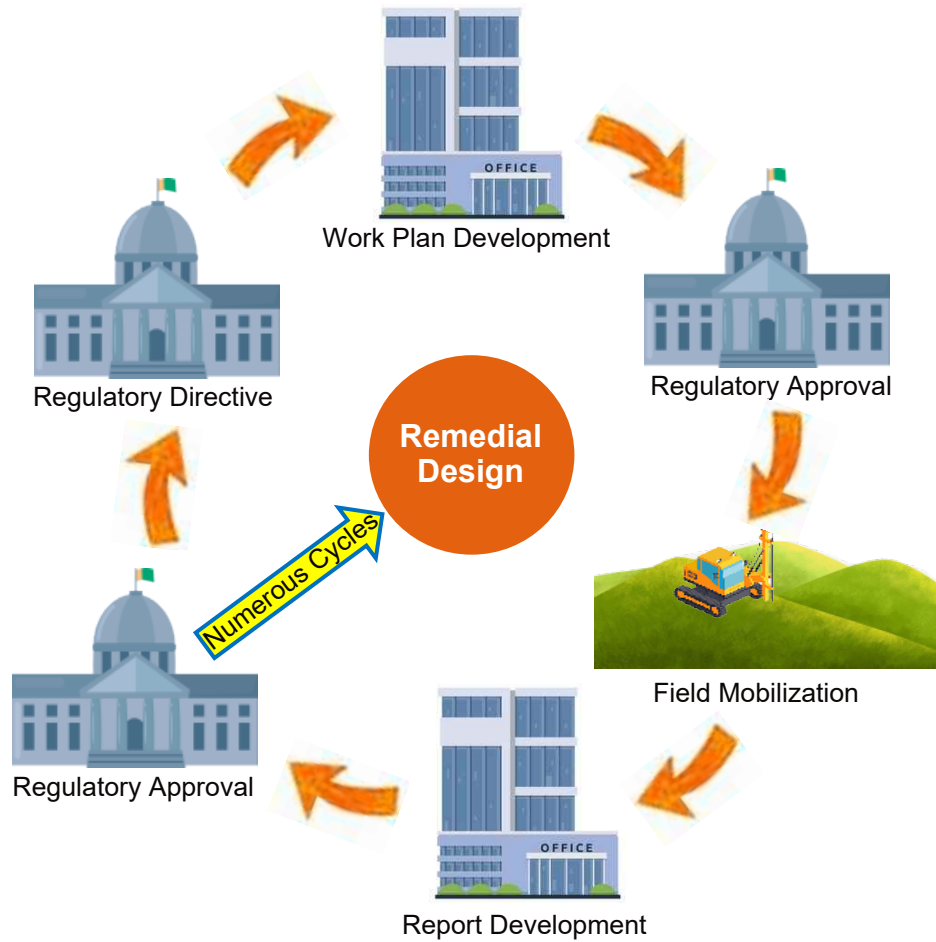 OFFICE
Work Plan Development
Regulatory Directive
Regulatory Approval
Remedial
Design
Numerous Cycles
Field Mobilization
Regulatory Approval
OFFICE
Report Development